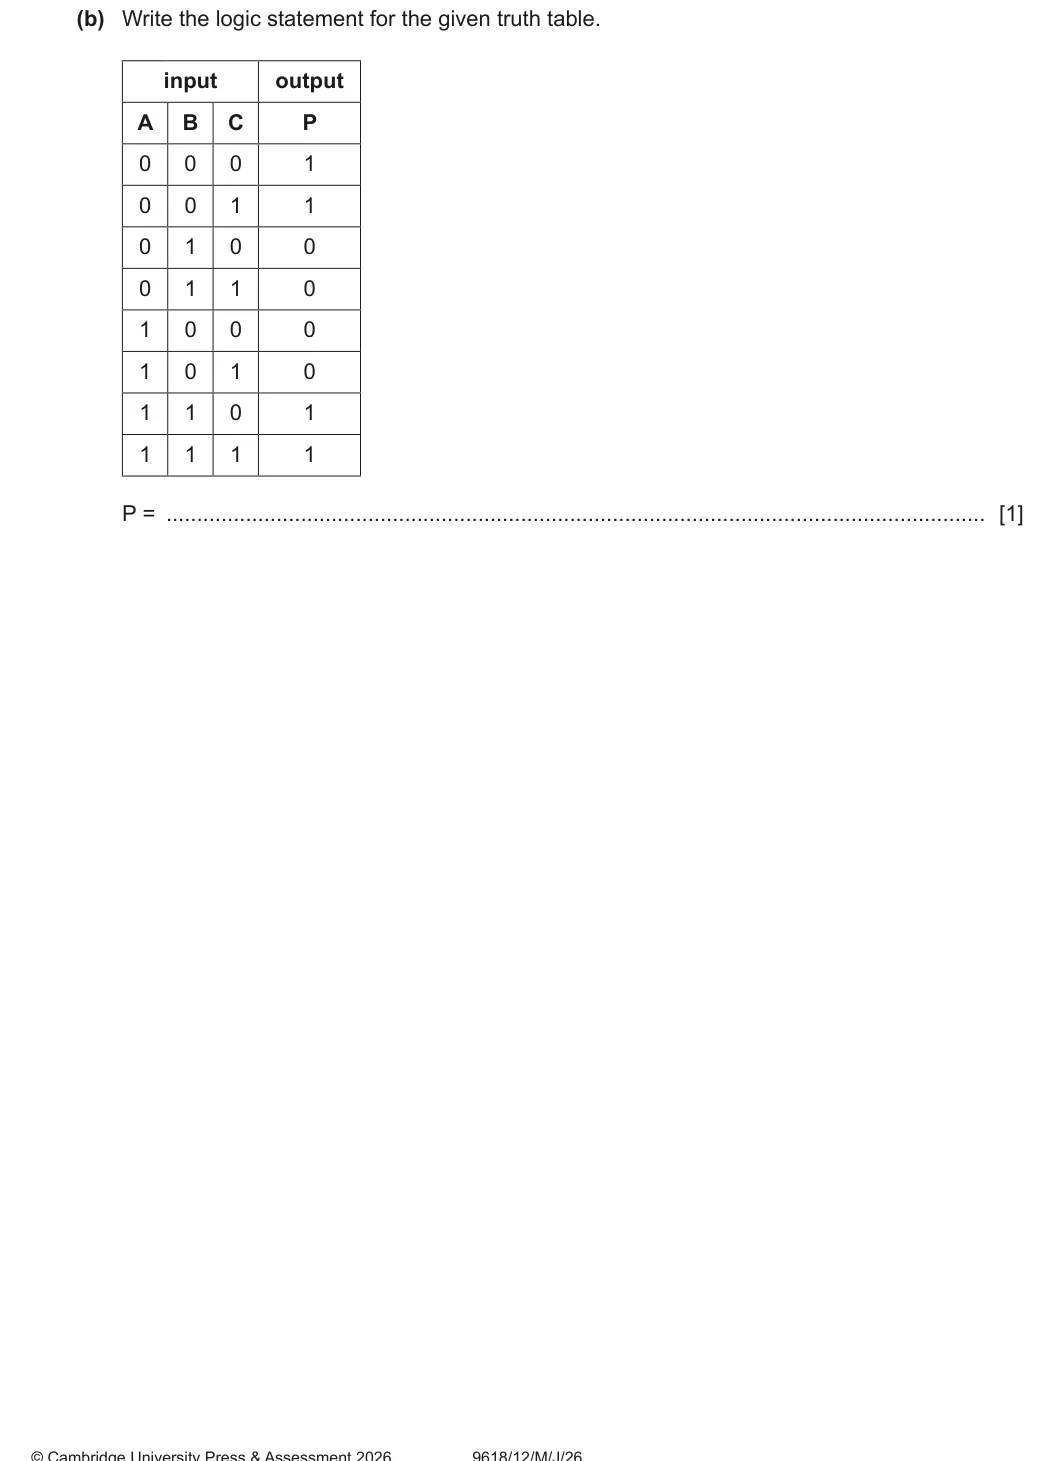 (b) Write the logic statement for the given truth table.
input output
A B C P
0 0 0 1
0 0 1 1
0 1 0 0
0 1 1 0
1 0 0 0
1 0 1 0
1 1 0 1
1 1 1 1
P = ........................................................................................................................................ [1]
© Cambridge University Press & Assessment 2026 9618/12/M/J/26